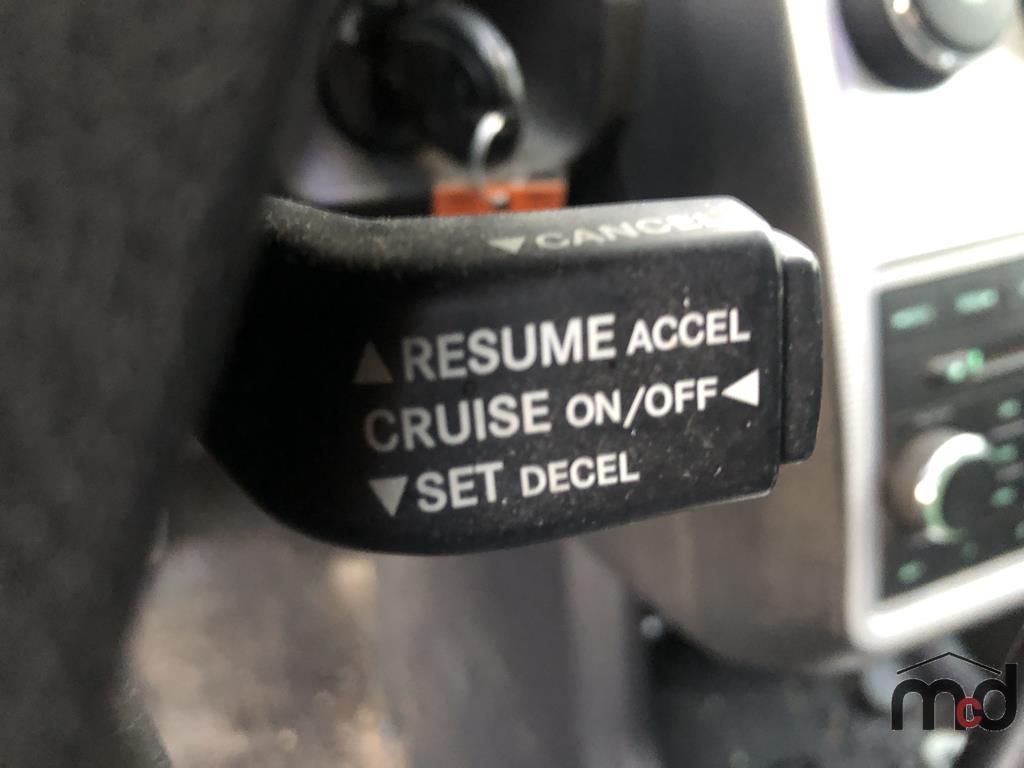 ▼CANCEL
▲RESUME ACCEL
CRUISE ON/OFF◄
▼SET DECEL
mcd